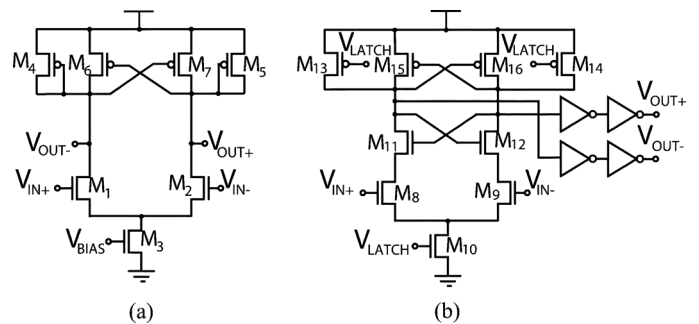 M4 M6 M7 M5
VOUT- VOUT+
VIN+ M1 M2 VIN-
VBIAS M3
(a)
M13 VLATCH M15 M16 VLATCH M14
VOUT+
M11 M12 VOUT-
VIN+ M8 M9 VIN-
VLATCH M10
(b)